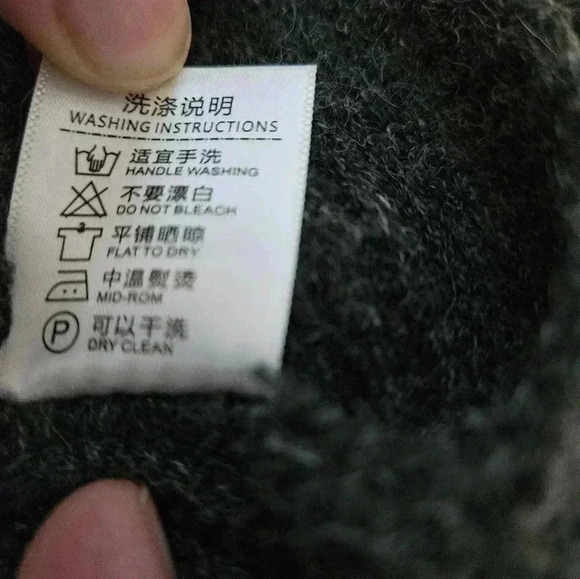 洗涤说明
WASHING INSTRUCTIONS
适宜手洗
HANDLE WASHING
不要漂白
DO NOT BLEACH
平铺晒晾
FLAT TO DRY
中温熨烫
MID-ROM
P 可以干洗
DRY CLEAN